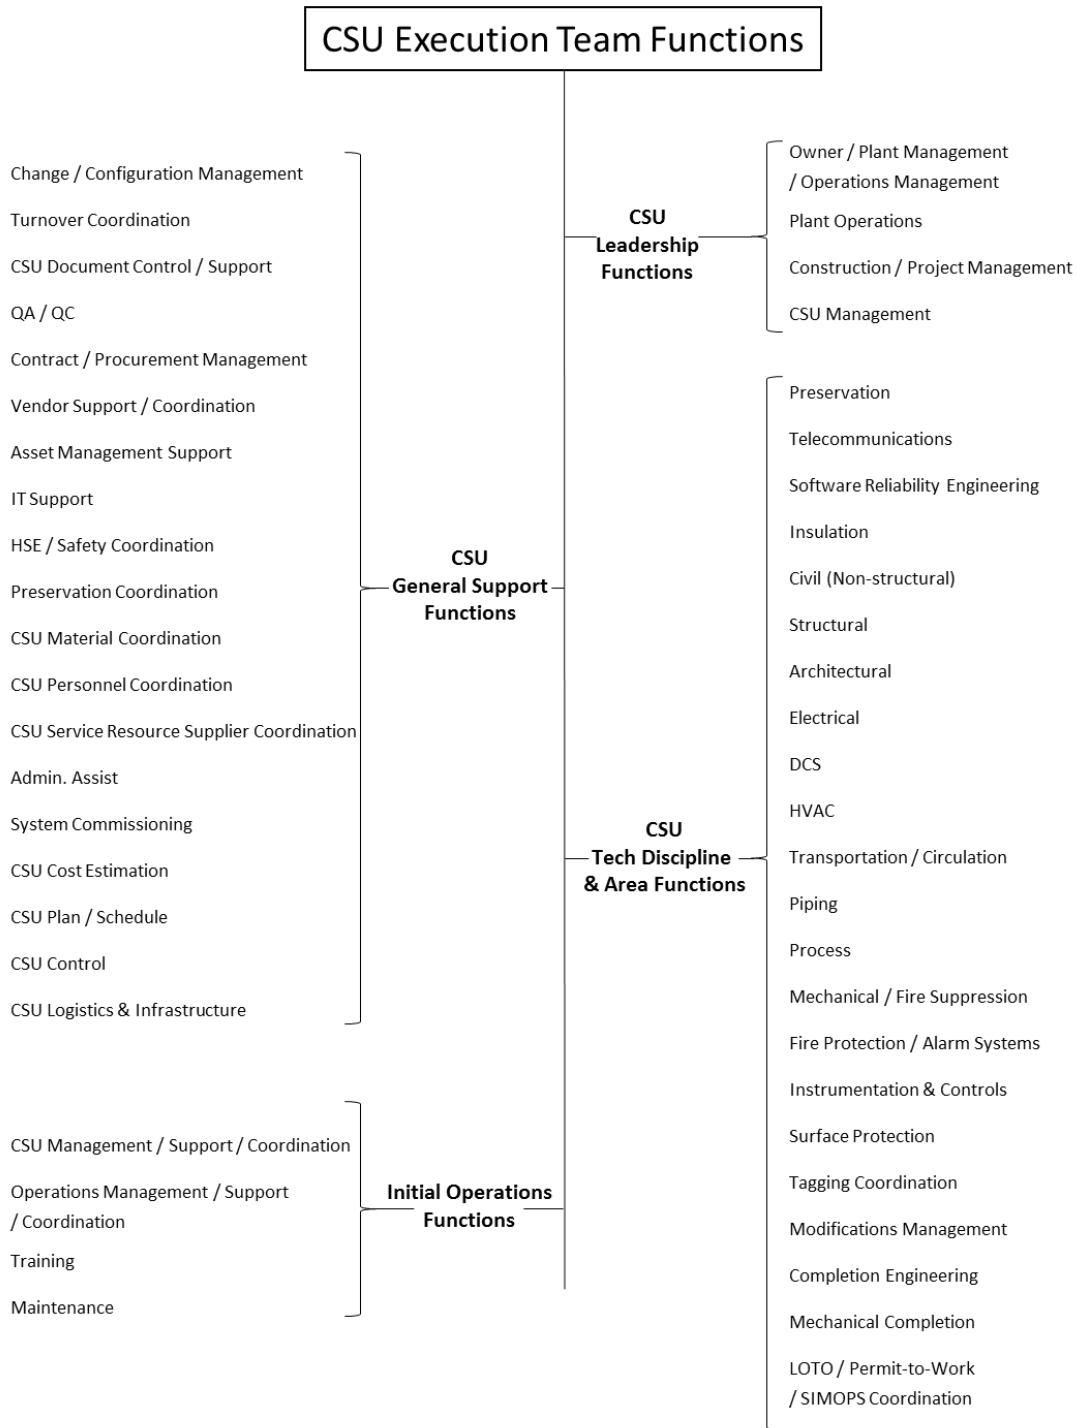 CSU Execution Team Functions
Change / Configuration Management
Turnover Coordination
CSU Document Control / Support
QA / QC
Contract / Procurement Management
Vendor Support / Coordination
Asset Management Support
IT Support
HSE / Safety Coordination
Preservation Coordination
CSU Material Coordination
CSU Personnel Coordination
CSU Service Resource Supplier Coordination
Admin. Assist
System Commissioning
CSU Cost Estimation
CSU Plan / Schedule
CSU Control
CSU Logistics & Infrastructure
CSU
General Support
Functions
CSU Management / Support / Coordination
Operations Management / Support
/ Coordination
Training
Maintenance
Initial Operations
Functions
CSU
Leadership
Functions
Owner / Plant Management
/ Operations Management
Plant Operations
Construction / Project Management
CSU Management
CSU
Tech Discipline
& Area Functions
Preservation
Telecommunications
Software Reliability Engineering
Insulation
Civil (Non-structural)
Structural
Architectural
Electrical
DCS
HVAC
Transportation / Circulation
Piping
Process
Mechanical / Fire Suppression
Fire Protection / Alarm Systems
Instrumentation & Controls
Surface Protection
Tagging Coordination
Modifications Management
Completion Engineering
Mechanical Completion
LOTO / Permit-to-Work
/ SIMOPS Coordination